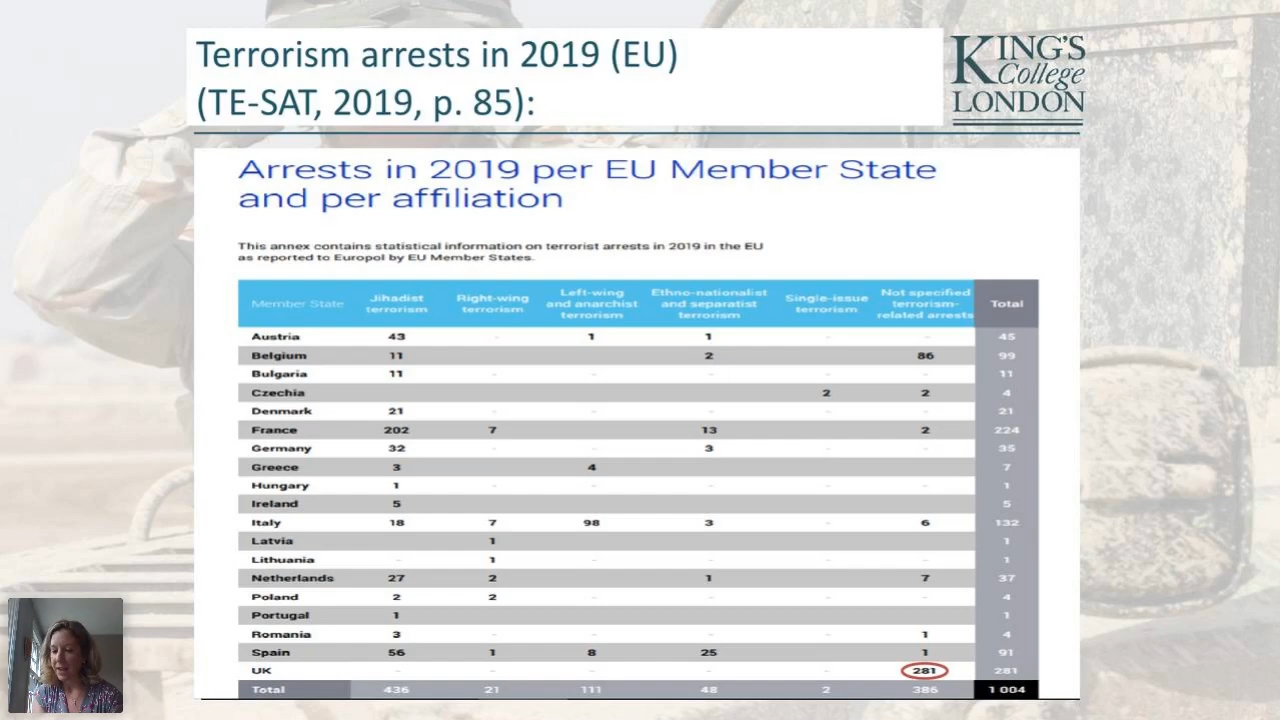 Terrorism arrests in 2019 (EU)
(TE-SAT, 2019, p. 85):
KING'S
College
LONDON
Arrests in 2019 per EU Member State
and per affiliation
This annex contains statistical information on terrorist arrests in 2019 in the EU
as reported to Europol by EU Member States.
Member State Jihadist terrorism Right-wing terrorism Left-wing and anarchist terrorism Ethno-nationalist and separatist terrorism Single-issue terrorism Not specified terrorism-related arrests Total
Austria 43 - 1 1 - - 45
Belgium 11 2 86 99
Bulgaria 11 - - - - - 11
Czechia 2 2 4
Denmark 21 - - - - - 21
France 202 7 13 2 224
Germany 32 - - 3 - - 35
Greece 3 4 7
Hungary 1 - - - - - 1
Ireland 5 5
Italy 18 7 98 3 - 6 132
Latvia 1 1
Lithuania - 1 - - - - 1
Netherlands 27 2 1 7 37
Poland 2 2 - - - - 4
Portugal 1 1
Romania 3 - - - - 1 4
Spain 56 1 8 25 1 91
UK - - - - - 281 281
Total 436 21 111 48 2 386 1 004